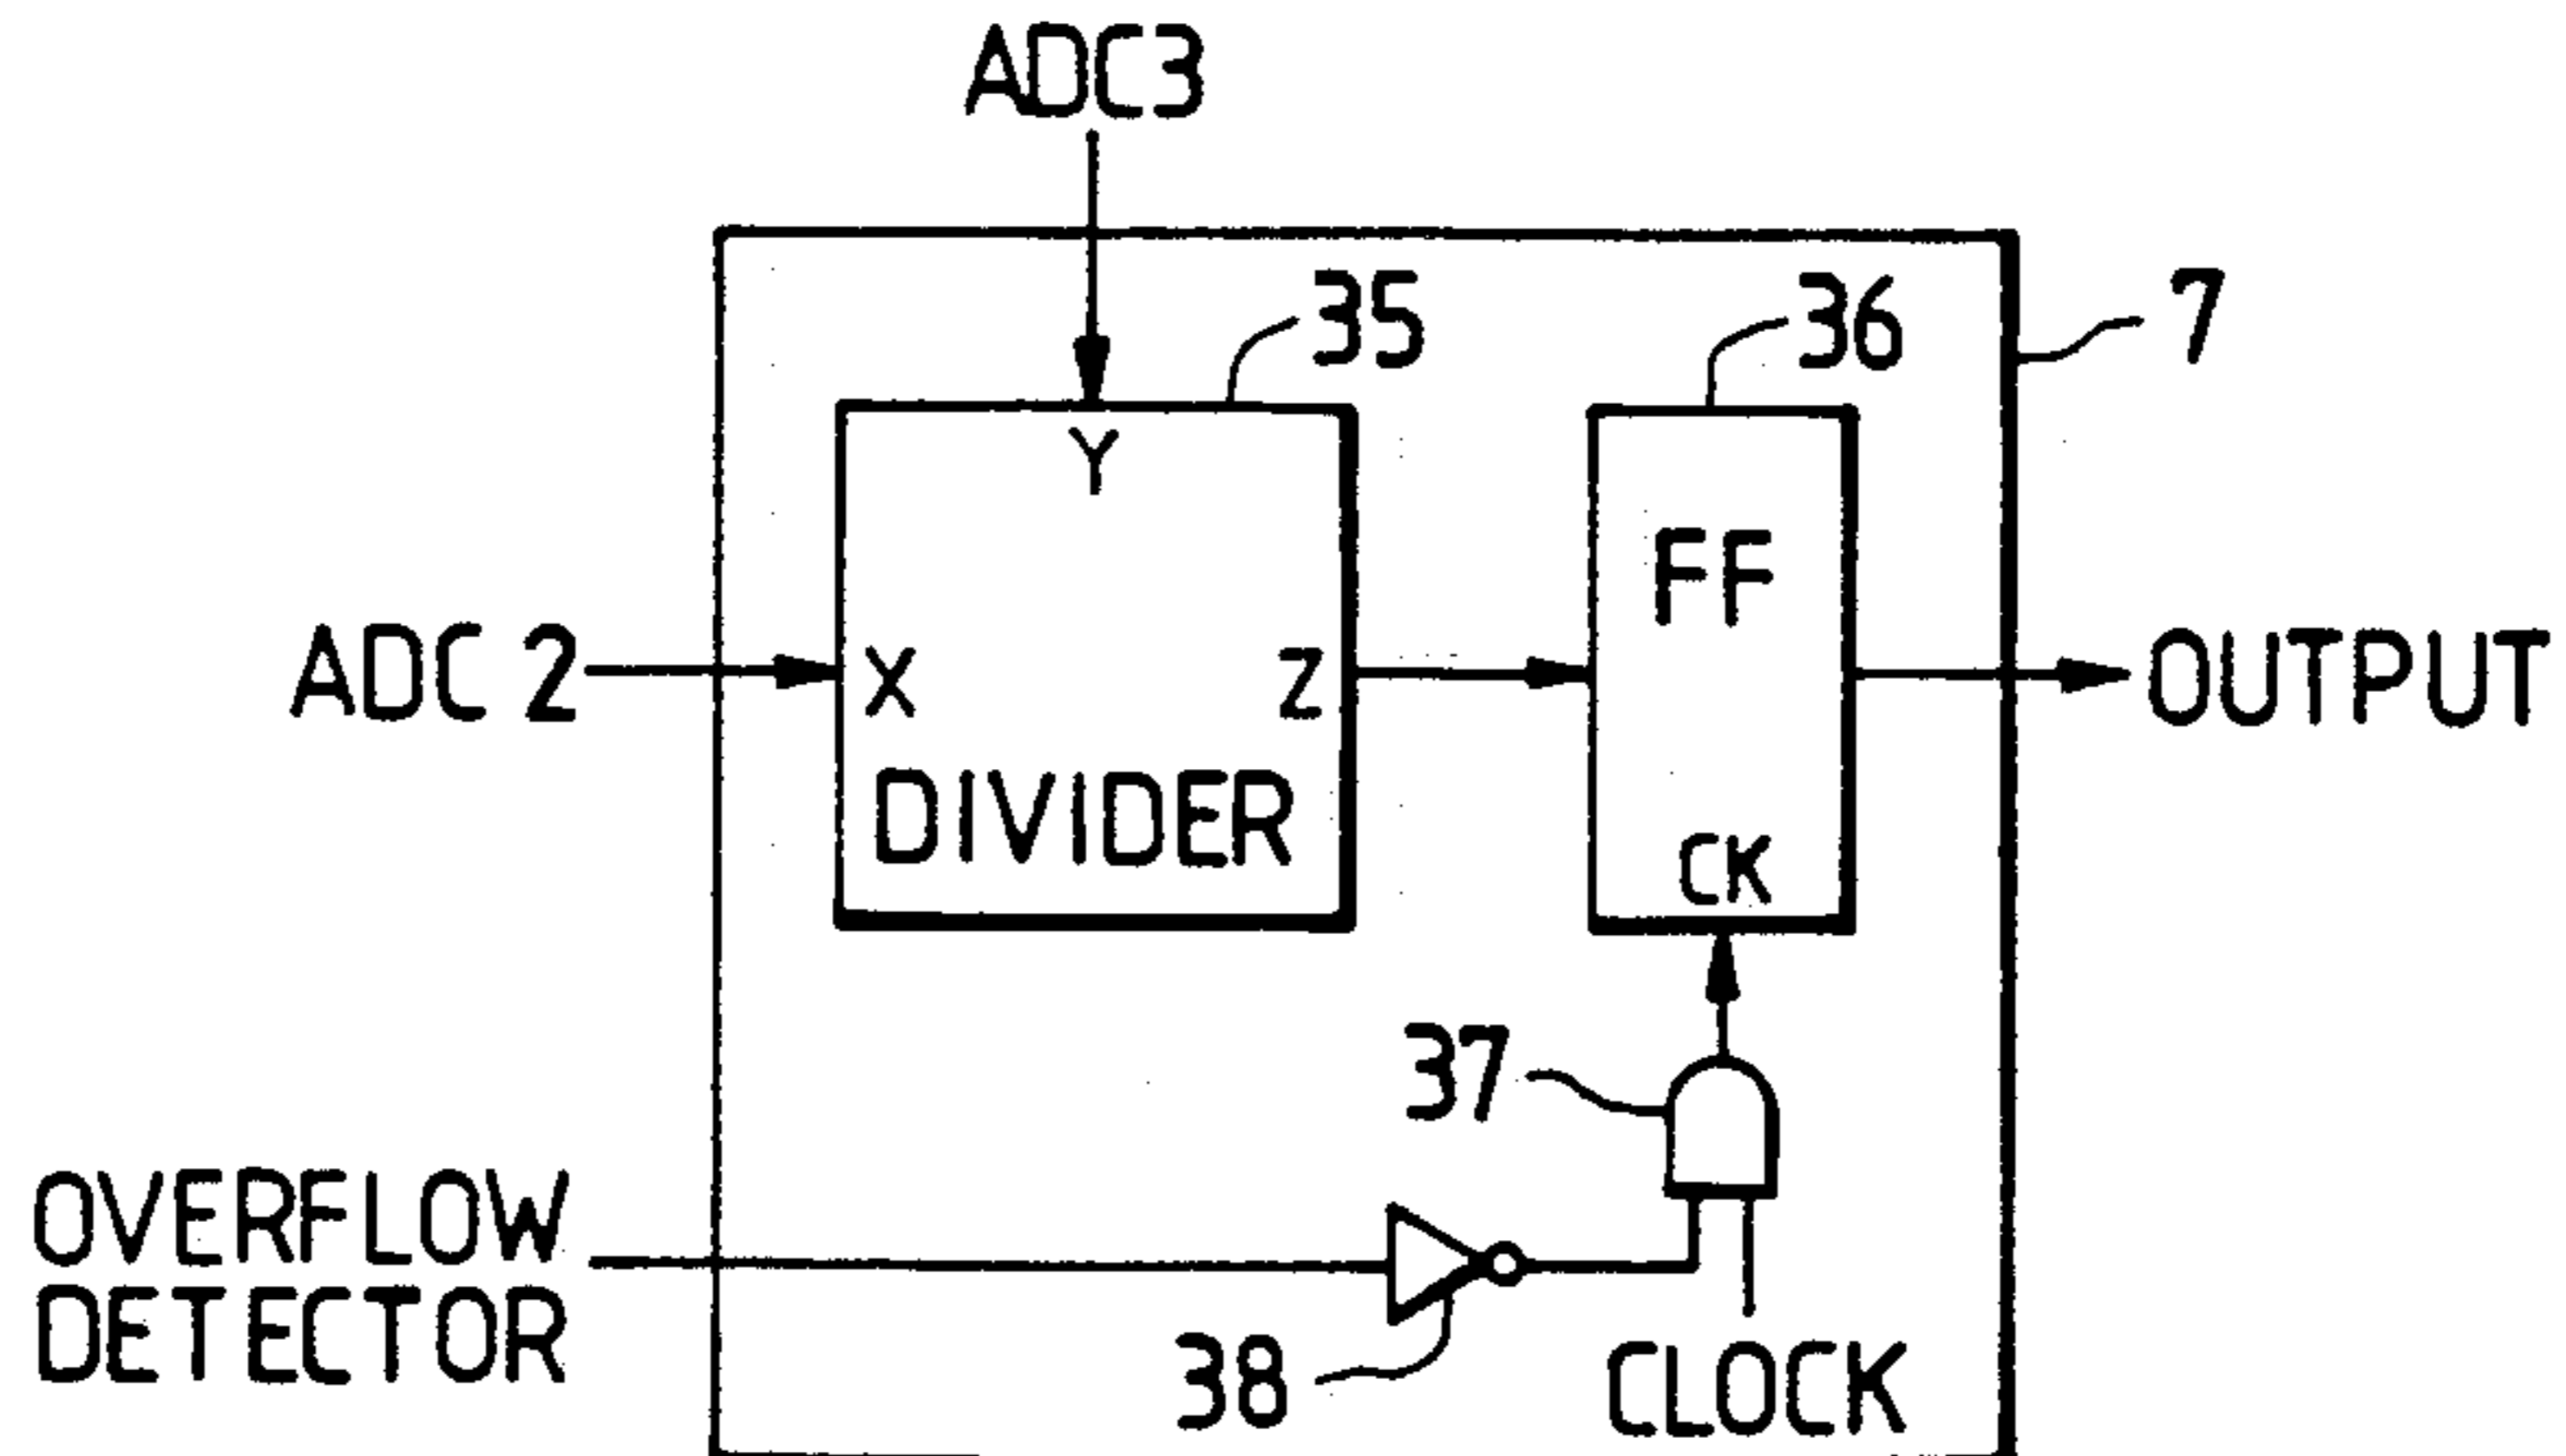 ADC3
35
36
7
Y
FF
ADC 2
X
Z
OUTPUT
DIVIDER
CK
37
OVERFLOW
DETECTOR
38
CLOCK